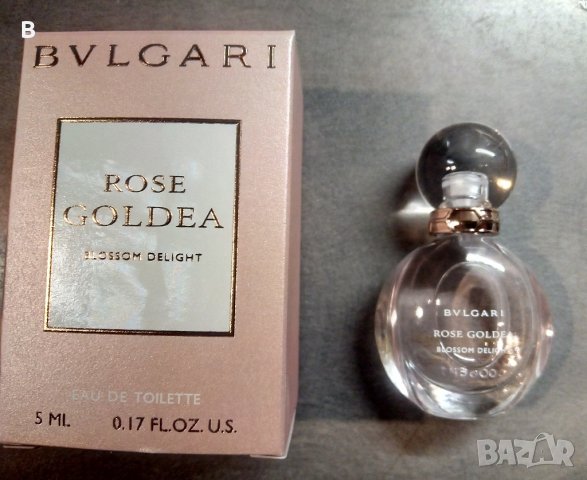 B
BVLGARI
ROSE
GOLDEA
BLOSSOM DELIGHT
EAU DE TOILETTE
5 ML 0.17 FL.OZ. U.S.
BVLGARI
ROSE GOLDEA
BLOSSOM DELIGHT
BAZAR